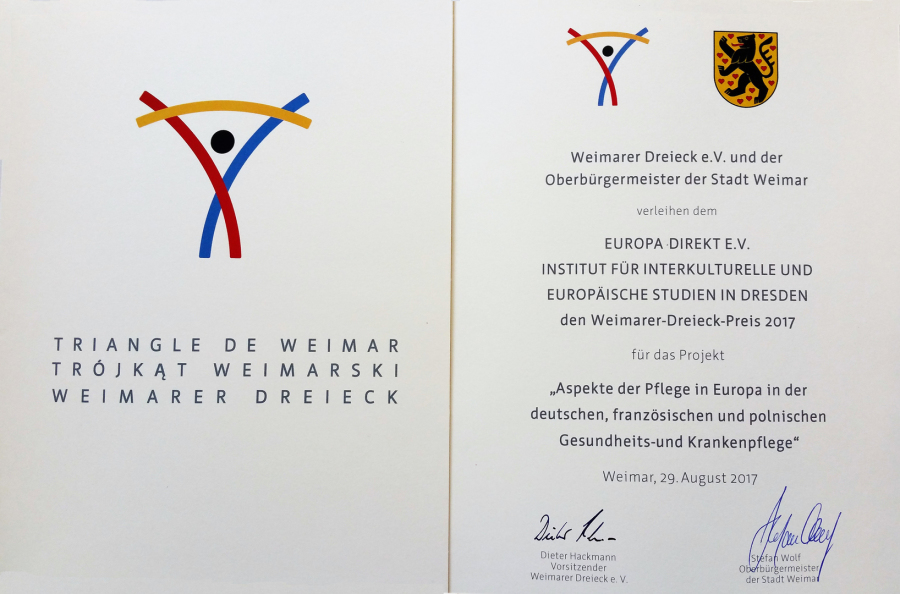 TRIANGLE DE WEIMAR
TRÓJKĄT WEIMARSKI
WEIMARER DREIECK
Weimarer Dreieck e.V. und der
Oberbürgermeister der Stadt Weimar
verleihen dem
EUROPA DIREKT E.V.
INSTITUT FÜR INTERKULTURELLE UND
EUROPÄISCHE STUDIEN IN DRESDEN
den Weimarer-Dreieck-Preis 2017
für das Projekt
„Aspekte der Pflege in Europa in der
deutschen, französischen und polnischen
Gesundheits-und Krankenpflege“
Weimar, 29. August 2017
Dieter Hackmann
Vorsitzender
Weimarer Dreieck e. V.
Stefan Wolf
Oberbürgermeister
der Stadt Weimar